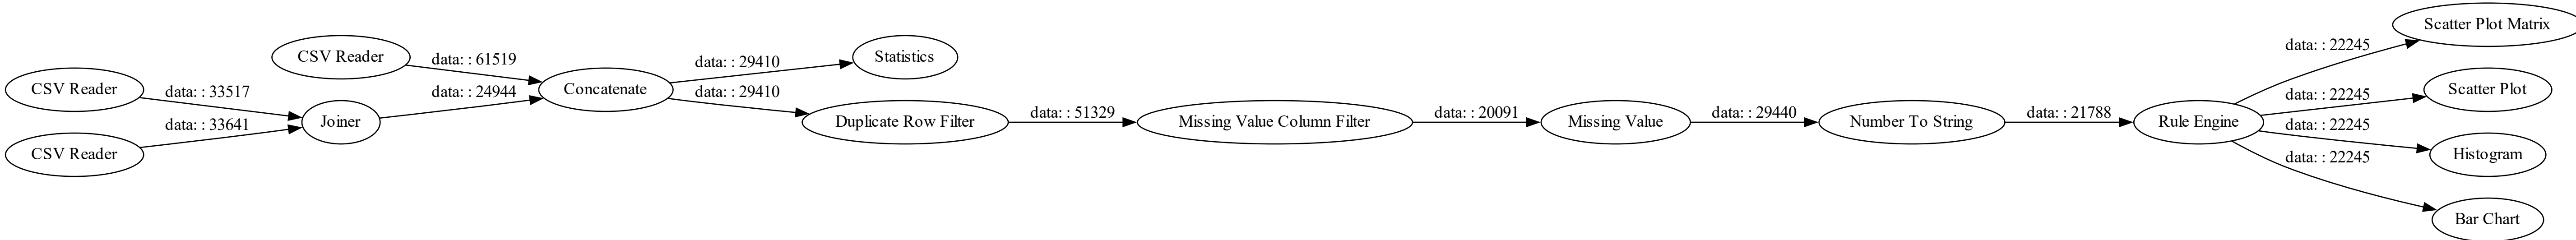 CSV Reader
data: : 33517
CSV Reader
data: : 33641
CSV Reader
data: : 61519
Joiner
data: : 24944
Concatenate
data: : 29410
data: : 29410
Statistics
Duplicate Row Filter
data: : 51329
Missing Value Column Filter
data: : 20091
Missing Value
data: : 29440
Number To String
data: : 21788
Rule Engine
data: : 22245
data: : 22245
data: : 22245
data: : 22245
Scatter Plot Matrix
Scatter Plot
Histogram
Bar Chart